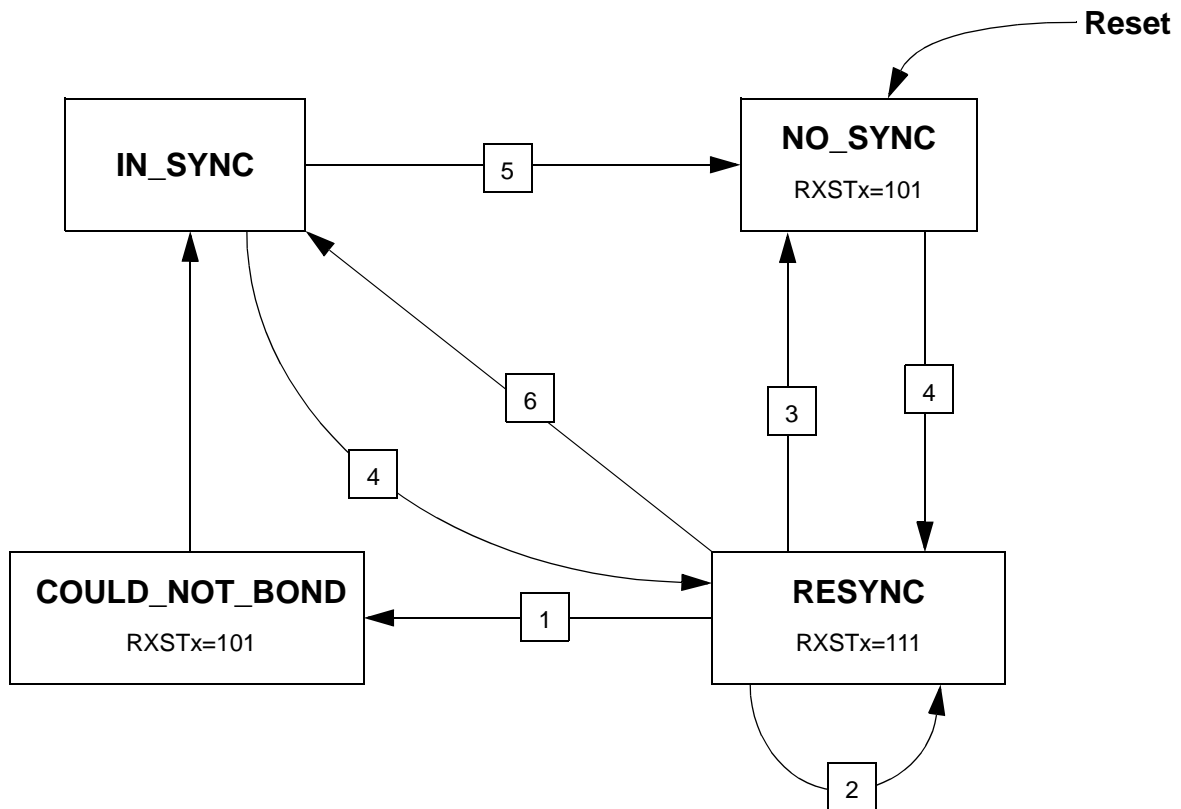 Reset
IN_SYNC
NO_SYNC
RXSTx=101
5
6
3
4
4
COULD_NOT_BOND
RXSTx=101
1
RESYNC
RXSTx=111
2